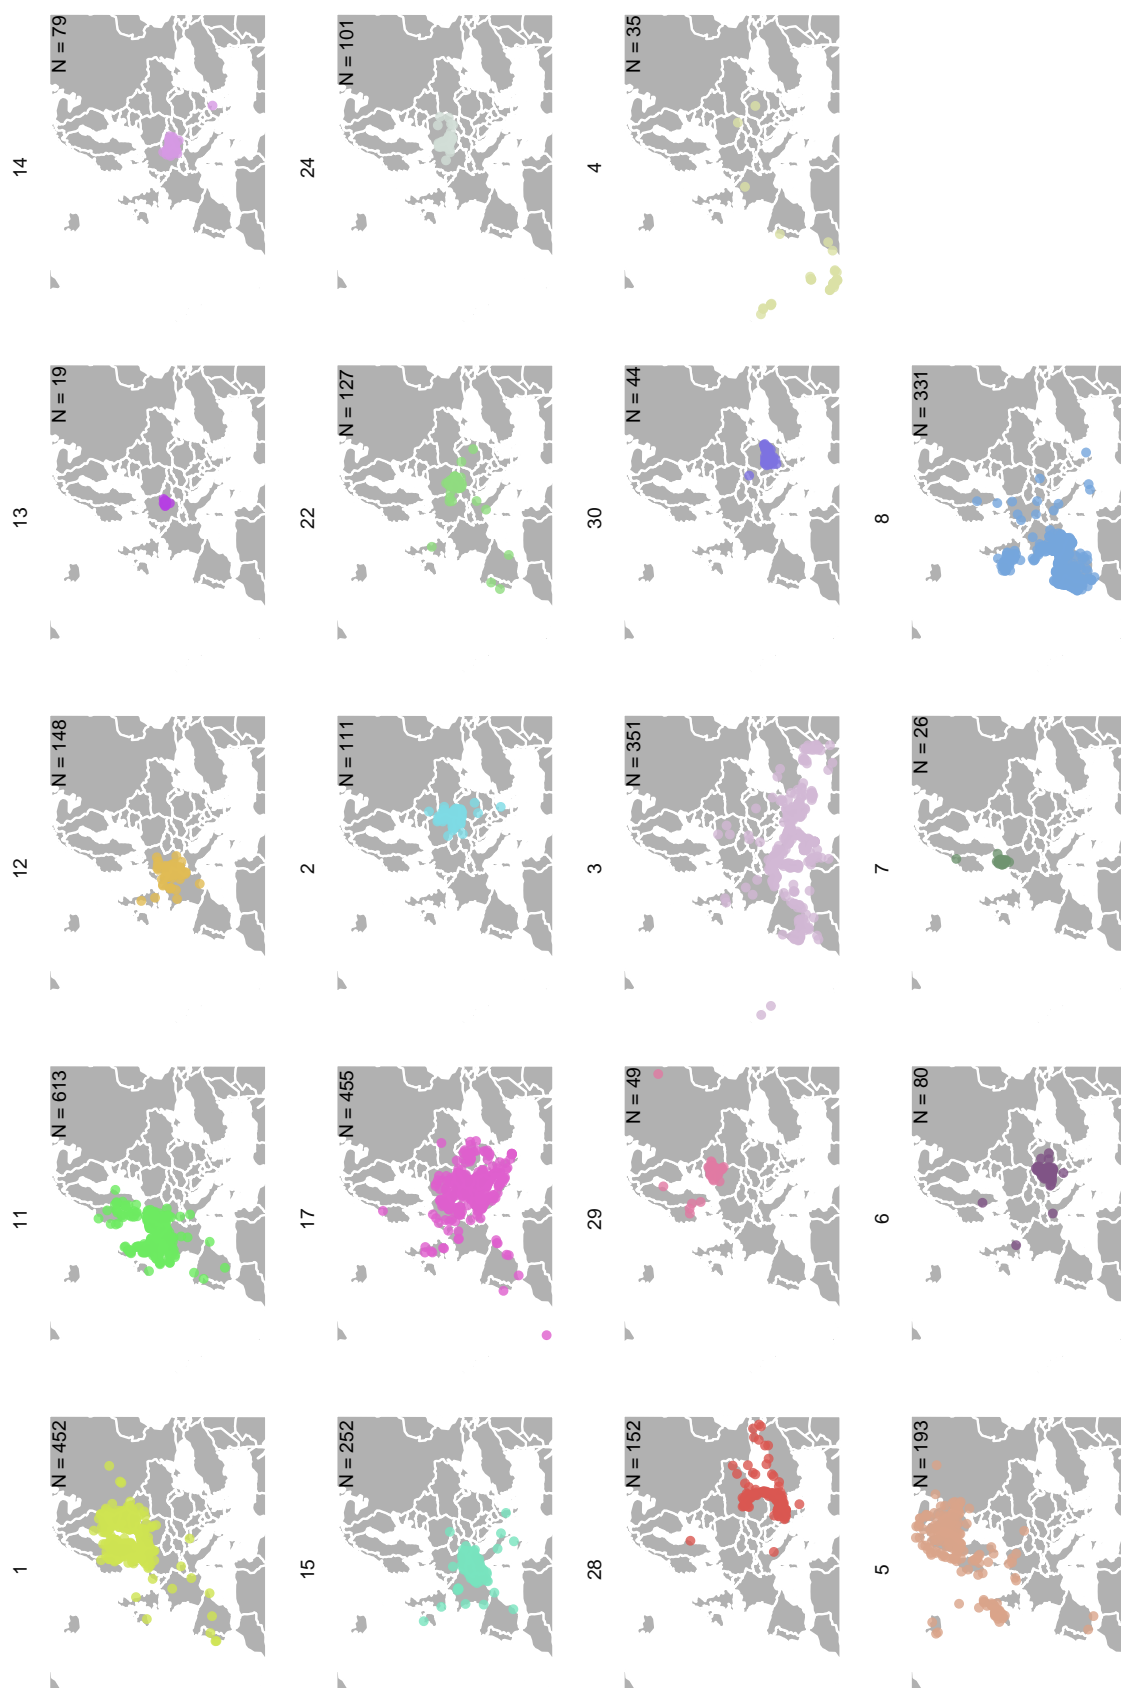 1
N = 452
11
N = 613
12
N = 148
13
N = 19
14
N = 79
15
N = 252
17
N = 455
2
N = 111
22
N = 127
24
N = 101
28
N = 152
29
N = 49
3
N = 351
30
N = 44
4
N = 35
5
N = 193
6
N = 80
7
N = 26
8
N = 331